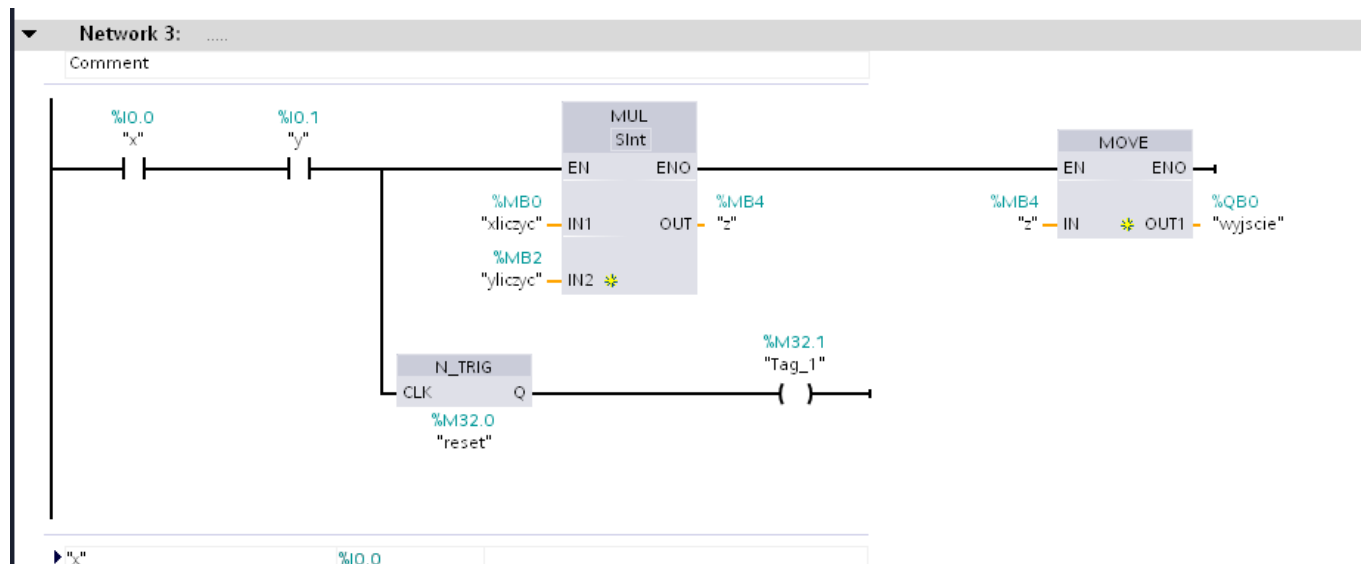 Network 3: .....
Comment
%I0.0 %I0.1 MUL
"x" "y" SInt MOVE
EN ENO EN ENO
%MB0 %MB4 %MB4 %QB0
"xliczyc" IN1 OUT "z" "z" IN OUT1 "wyjscie"
%MB2
"yliczyc" IN2
%M32.1
N_TRIG "Tag_1"
CLK Q
%M32.0
"reset"
"x" %I0.0